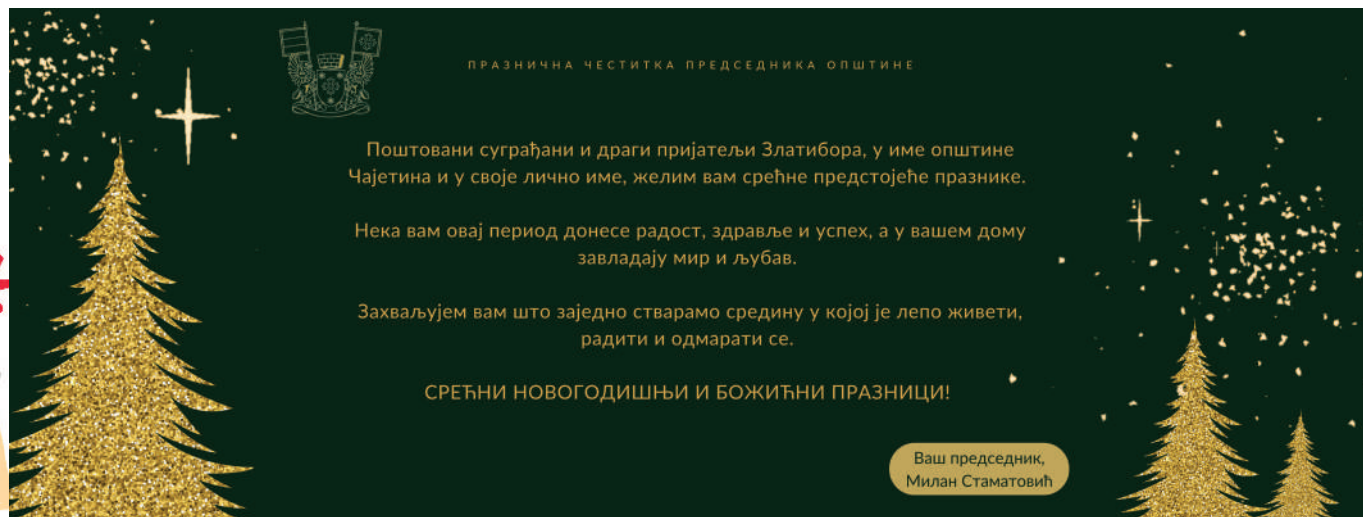 ПРАЗНИЧНА ЧЕСТИТКА ПРЕДСЕДНИКА ОПШТИНЕ
Поштовани суграђани и драги пријатељи Златибора, у име општине
Чајетина и у своје лично име, желим вам срећне предстојеће празнике.
Нека вам овај период донесе радост, здравље и успех, а у вашем дому
завладају мир и љубав.
Захваљујем вам што заједно стварамо средину у којој је лепо живети,
радити и одмарати се.
СРЕЋНИ НОВОГОДИШЊИ И БОЖИЋНИ ПРАЗНИЦИ!
Ваш председник,
Милан Стаматовић